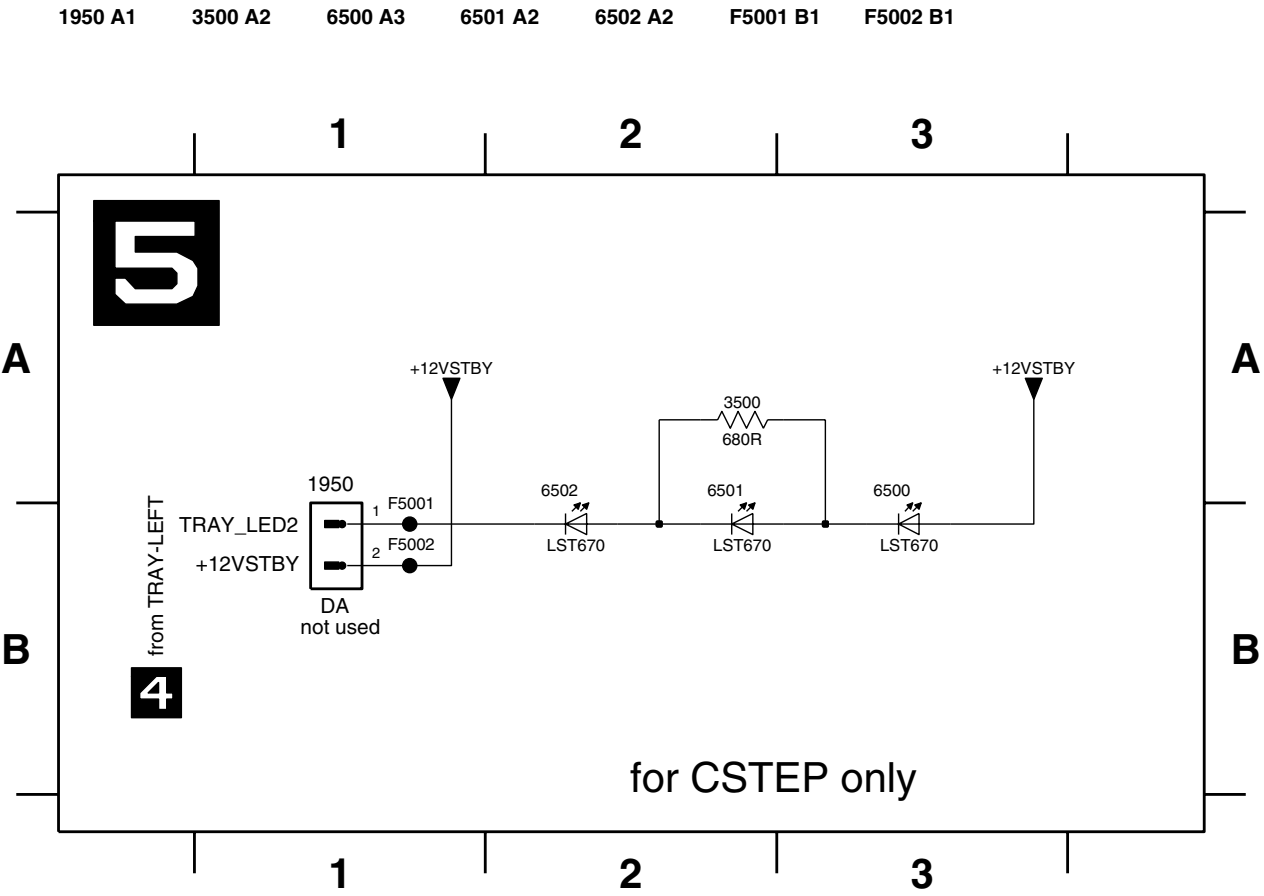 1950 A1 3500 A2 6500 A3 6501 A2 6502 A2 F5001 B1 F5002 B1
1 2 3
5
A A
+12VSTBY +12VSTBY
3500
680R
1950
6502 6501 6500
1 F5001
TRAY_LED2
LST670 LST670 LST670
2 F5002
+12VSTBY
from TRAY-LEFT
DA
not used
B B
4
for CSTEP only
1 2 3